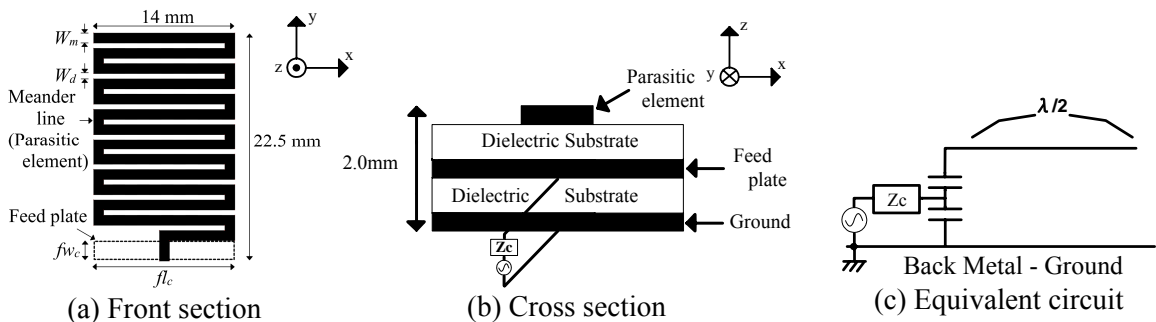 14 mm
W_m
W_d
Meander
line
(Parasitic
element)
Feed plate
fw_c
fl_c
22.5 mm
y
z
x
(a) Front section
z
y
x
Parasitic
element
2.0mm
Dielectric Substrate
Feed
plate
Dielectric Substrate
Ground
Zc
(b) Cross section
λ/2
Zc
Back Metal - Ground
(c) Equivalent circuit